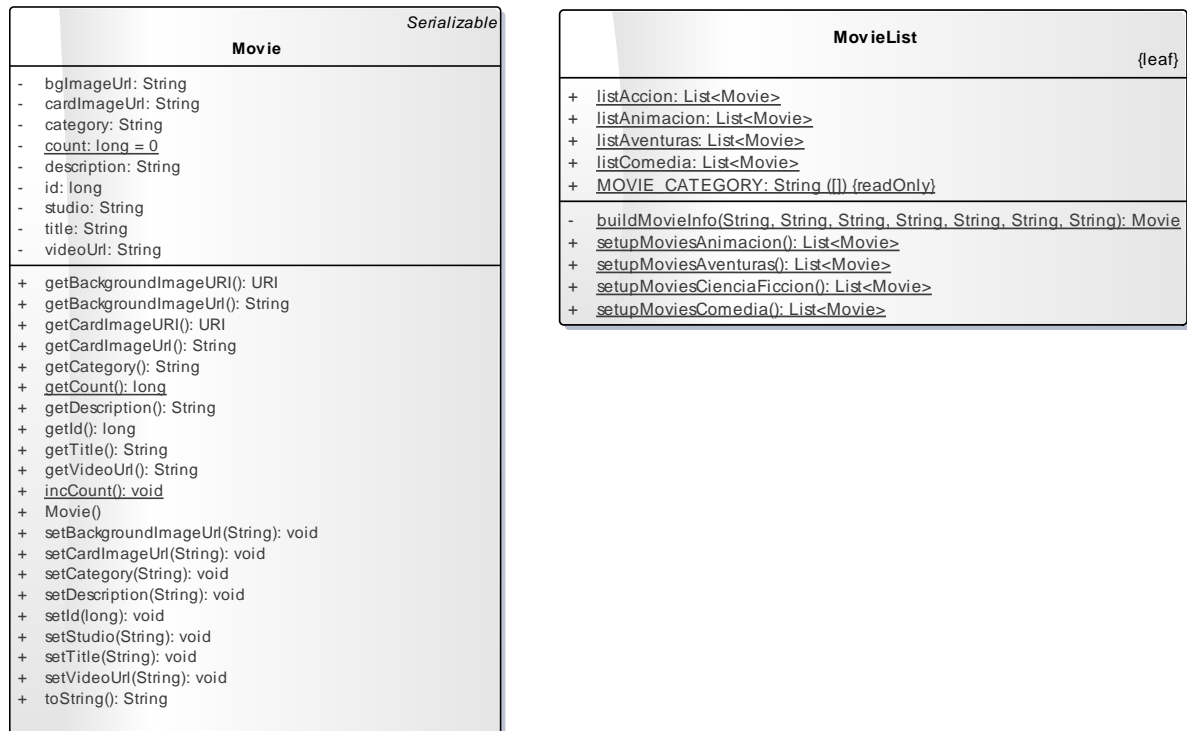 Serializable
Movie
- bgImageUrl: String
- cardImageUrl: String
- category: String
- count: long = 0
- description: String
- id: long
- studio: String
- title: String
- videoUrl: String
+ getBackgroundImageURI(): URI
+ getBackgroundImageUrl(): String
+ getCardImageURI(): URI
+ getCardImageUrl(): String
+ getCategory(): String
+ getCount(): long
+ getDescription(): String
+ getId(): long
+ getTitle(): String
+ getVideoUrl(): String
+ incCount(): void
+ Movie()
+ setBackgroundImageUrl(String): void
+ setCardImageUrl(String): void
+ setCategory(String): void
+ setDescription(String): void
+ setId(long): void
+ setStudio(String): void
+ setTitle(String): void
+ setVideoUrl(String): void
+ toString(): String
MovieList
{leaf}
+ listAccion: List<Movie>
+ listAnimacion: List<Movie>
+ listAventuras: List<Movie>
+ listComedia: List<Movie>
+ MOVIE_CATEGORY: String ([]) {readOnly}
- buildMovieInfo(String, String, String, String, String, String, String): Movie
+ setupMoviesAnimacion(): List<Movie>
+ setupMoviesAventuras(): List<Movie>
+ setupMoviesCienciaFiccion(): List<Movie>
+ setupMoviesComedia(): List<Movie>